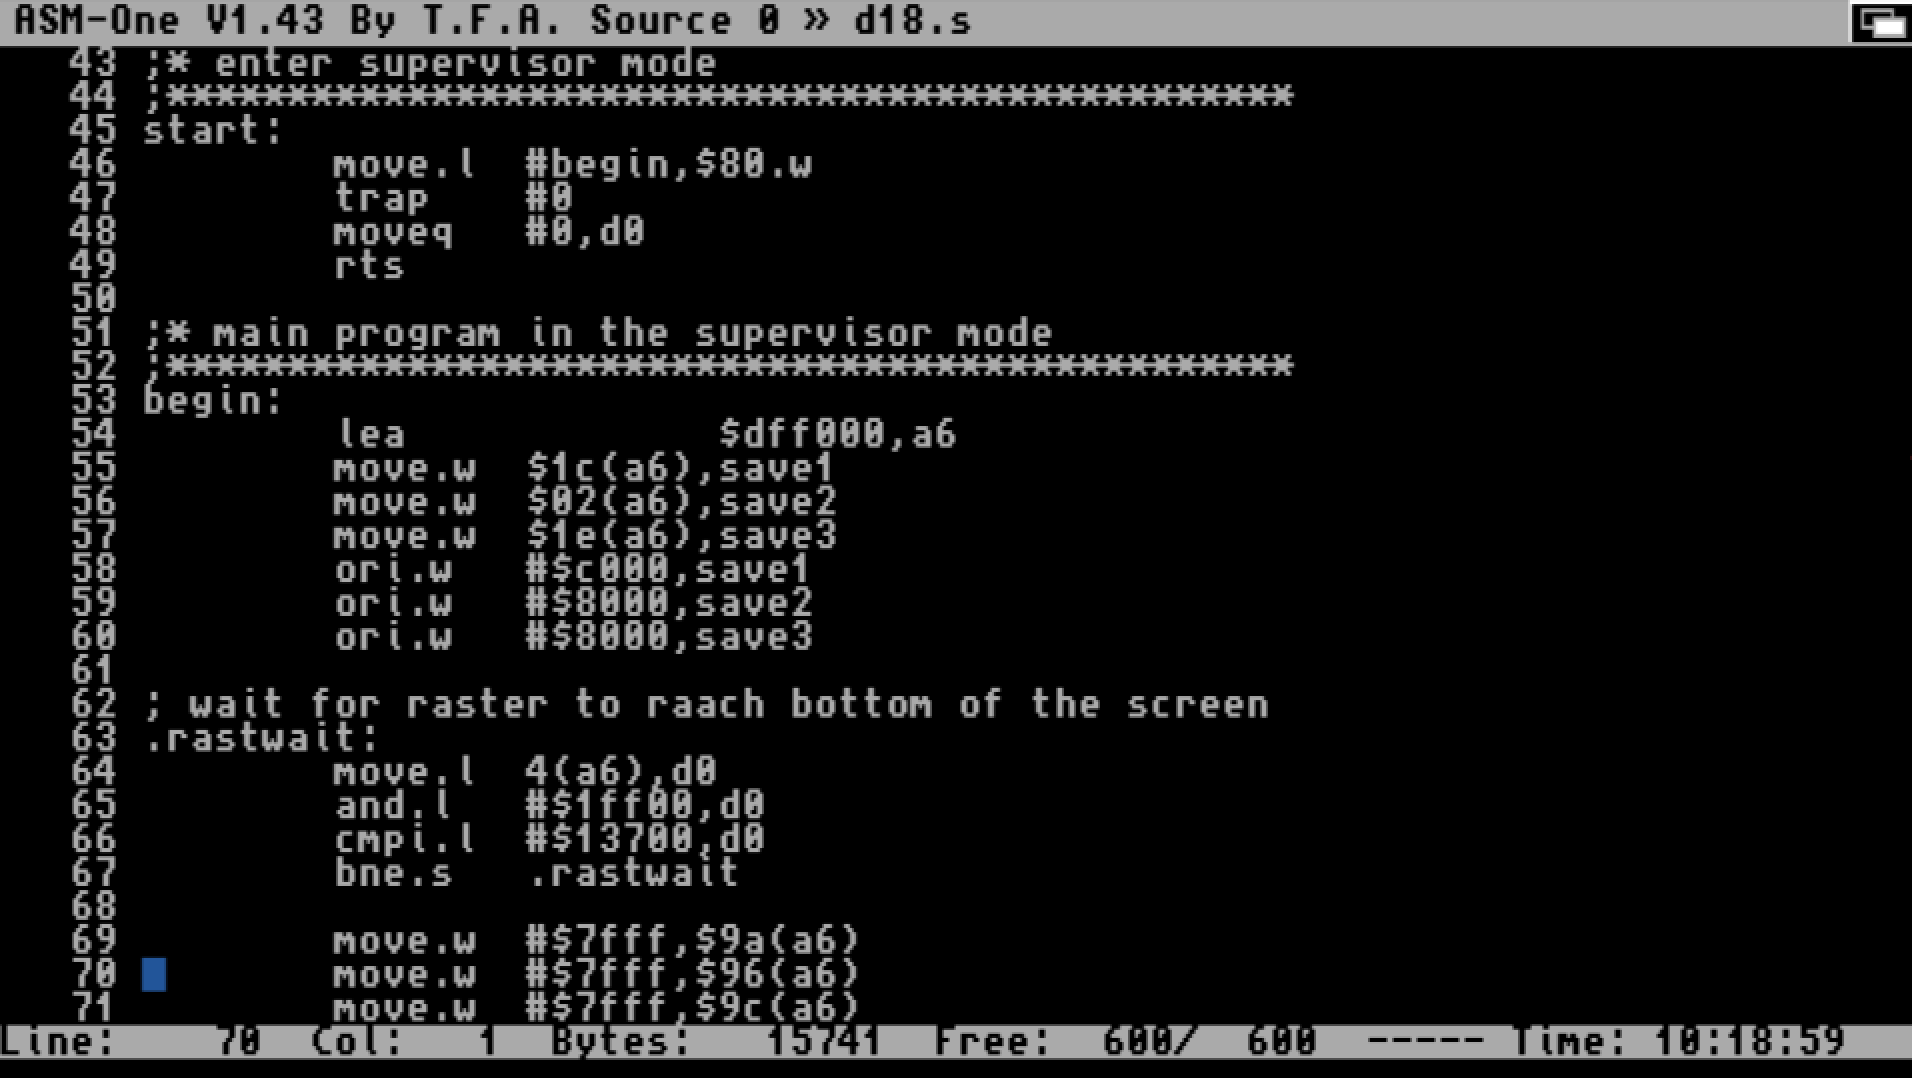 ASM-One V1.43 By T.F.A. Source 0 » d18.s
43 ;* enter supervisor mode
44 ;***********************************************
45 start:
46 move.l #begin,$80.w
47 trap #0
48 moveq #0,d0
49 rts
50
51 ;* main program in the supervisor mode
52 ;***********************************************
53 begin:
54 lea $dff000,a6
55 move.w $1c(a6),save1
56 move.w $02(a6),save2
57 move.w $1e(a6),save3
58 ori.w #$c000,save1
59 ori.w #$8000,save2
60 ori.w #$8000,save3
61
62 ; wait for raster to raach bottom of the screen
63 .rastwait:
64 move.l 4(a6),d0
65 and.l #$1ff00,d0
66 cmpi.l #$13700,d0
67 bne.s .rastwait
68
69 move.w #$7fff,$9a(a6)
70 move.w #$7fff,$96(a6)
71 move.w #$7fff,$9c(a6)
Line: 70 Col: 1 Bytes: 15741 Free: 600/ 600 ----- Time: 10:18:59